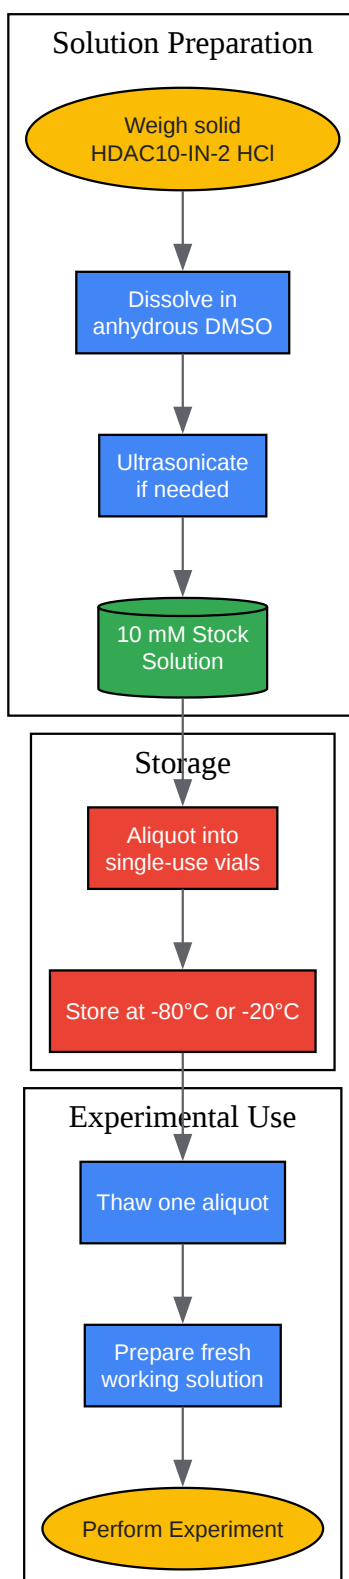 Solution Preparation
Weigh solid
HDAC10-IN-2 HCl
Dissolve in
anhydrous DMSO
Ultrasonicate
if needed
10 mM Stock
Solution
Storage
Aliquot into
single-use vials
Store at -80°C or -20°C
Experimental Use
Thaw one aliquot
Prepare fresh
working solution
Perform Experiment